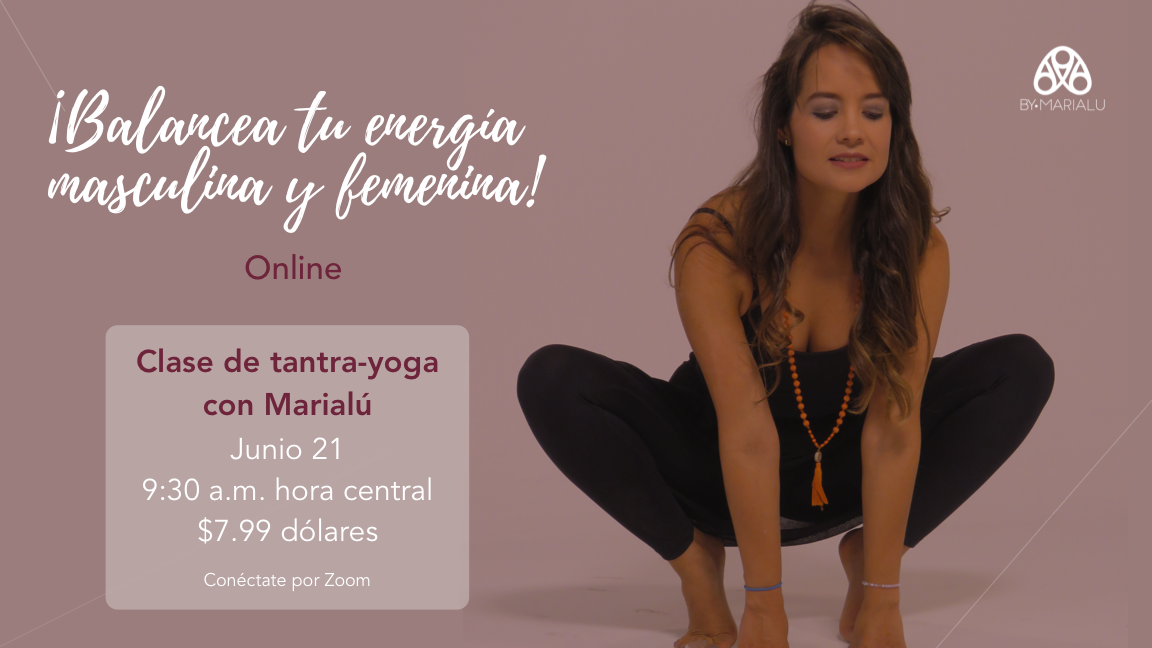 ¡Balancea tu energía
masculina y femenina!
Online
Clase de tantra-yoga
con Marialú
Junio 21
9:30 a.m. hora central
$7.99 dólares
Conéctate por Zoom
BY•MARIALU